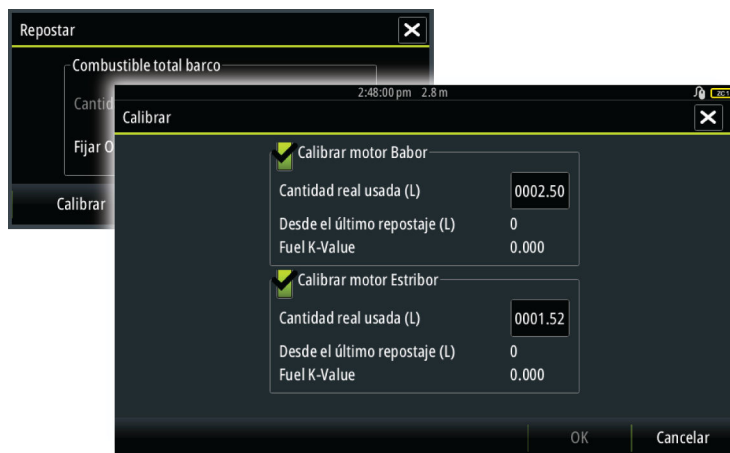 Repostar
Combustible total barco
Fijar
Calibrar
2:48:00 pm 2.8 m
ZC1
Calibrar
Calibrar motor Babor
Cantidad real usada (L) 0002.50
Desde el último repostaje (L) 0
Fuel K-Value 0.000
Calibrar motor Estribor
Cantidad real usada (L) 0001.52
Desde el último repostaje (L) 0
Fuel K-Value 0.000
OK Cancelar